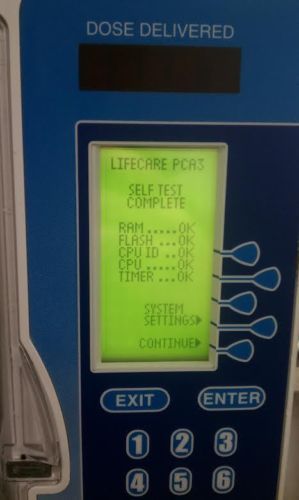 DOSE DELIVERED
LIFECARE PCA3
SELF TEST
COMPLETE
RAM.....OK
FLASH ...OK
CPU ID ..OK
CPU.....OK
TIMER ...OK
SYSTEM
SETTINGS▶
CONTINUE▶
EXIT ENTER
1 2 3
4 5 6